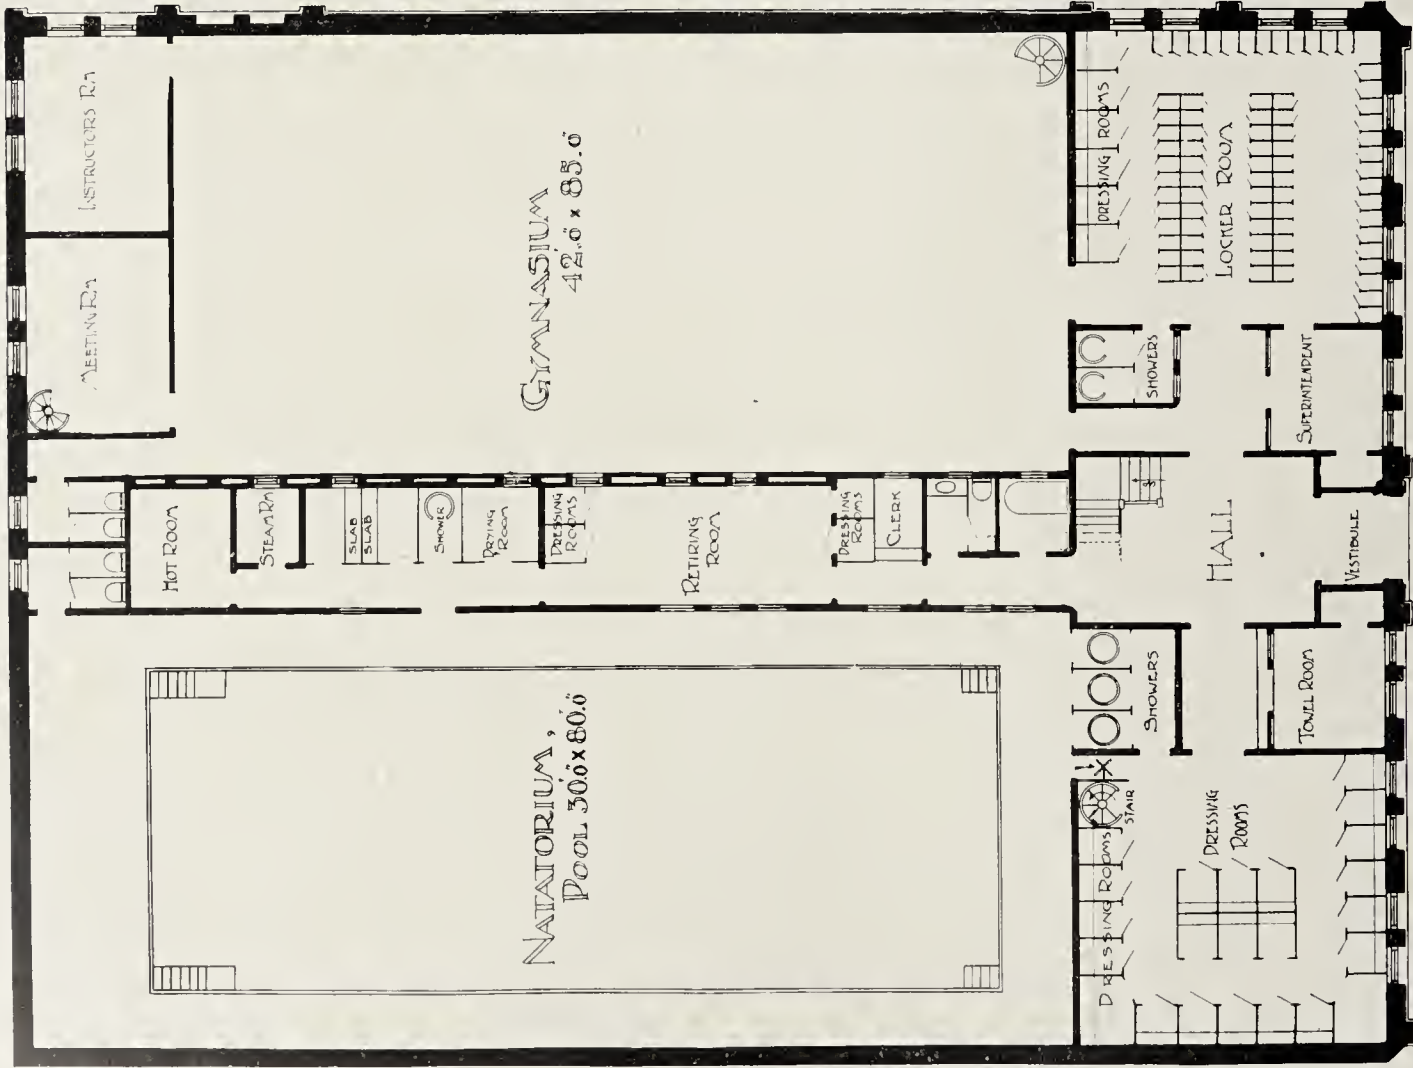 INSTRUCTORS RM
MEETING RM
GYMNASIUM
42.0 x 85.0
DRESSING ROOMS
LOCKER ROOM
SHOWERS
SUPERINTENDENT
HOT ROOM
STEAM RM
SLAB
SLAB
SHOWER
DRYING
ROOM
DRESSING
ROOMS
RETIRING
ROOM
DRESSING
ROOMS
CLERK
HALL
VESTIBULE
NATATORIUM,
POOL 30.0 x 80.0
SHOWERS
TOWEL ROOM
STAIR
DRESSING ROOMS
DRESSING
ROOMS